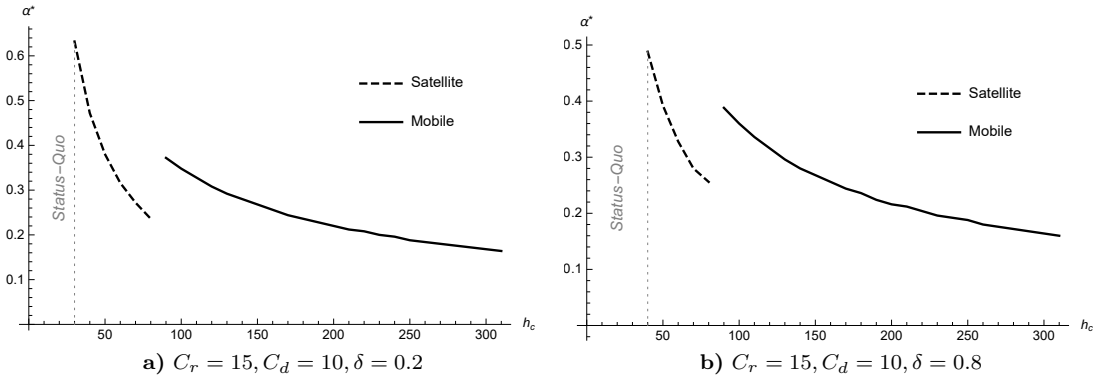 α*
0.6
0.5
0.4
0.3
0.2
0.1
Status-Quo
Satellite
Mobile
50 100 150 200 250 300 h_c
a) C_r = 15, C_d = 10, δ = 0.2
α*
0.5
0.4
0.3
0.2
0.1
Status-Quo
Satellite
Mobile
50 100 150 200 250 300 h_c
b) C_r = 15, C_d = 10, δ = 0.8